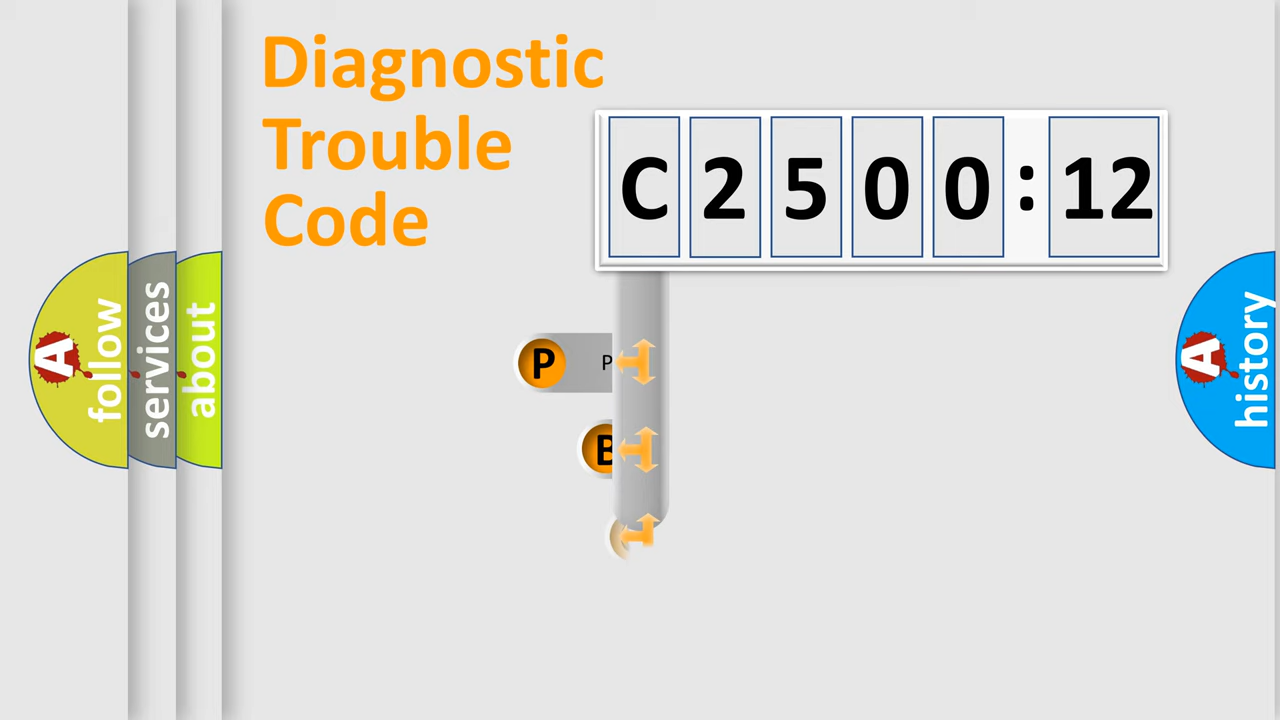 Diagnostic
Trouble
Code
C2500:12
P
P
B
A
follow
services
about
A
history